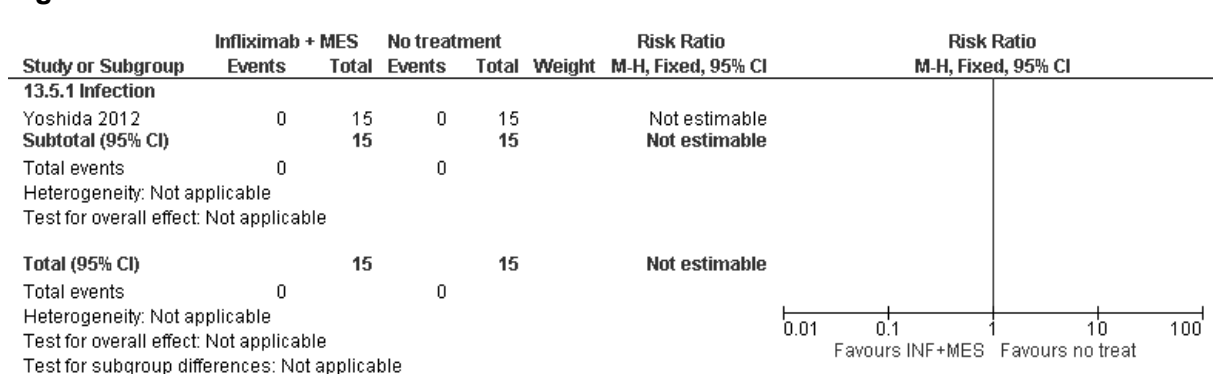 Infliximab + MES No treatment Risk Ratio Risk Ratio
Study or Subgroup Events Total Events Total Weight M-H, Fixed, 95% CI M-H, Fixed, 95% CI
13.5.1 Infection
Yoshida 2012 0 15 0 15 Not estimable
Subtotal (95% CI) 15 15 Not estimable
Total events 0 0
Heterogeneity: Not applicable
Test for overall effect: Not applicable
Total (95% CI) 15 15 Not estimable
Total events 0 0
Heterogeneity: Not applicable
Test for overall effect: Not applicable
Test for subgroup differences: Not applicable
0.01 0.1 1 10 100
Favours INF+MES Favours no treat